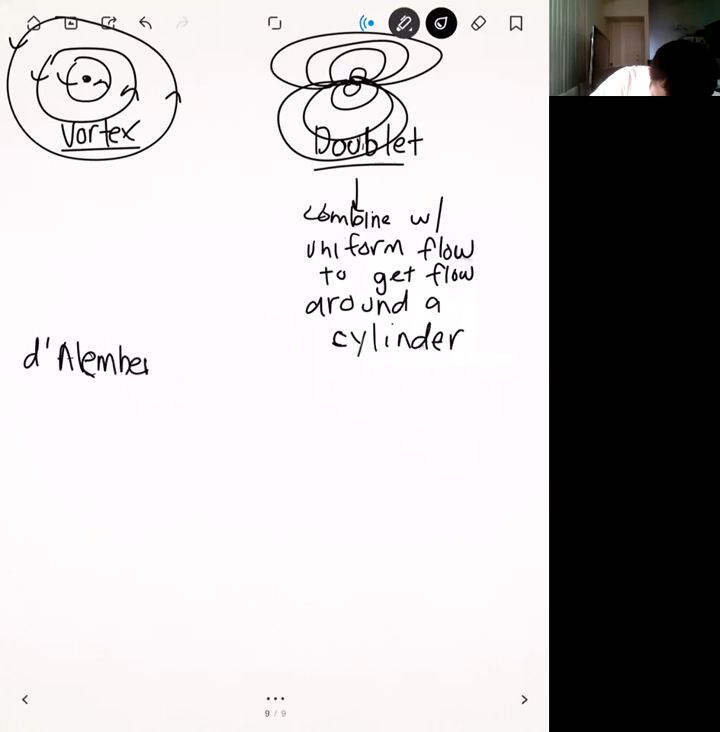 Vortex
Doublet
combine w/
uniform flow
to get flow
around a
cylinder
d'Alember
9 / 9